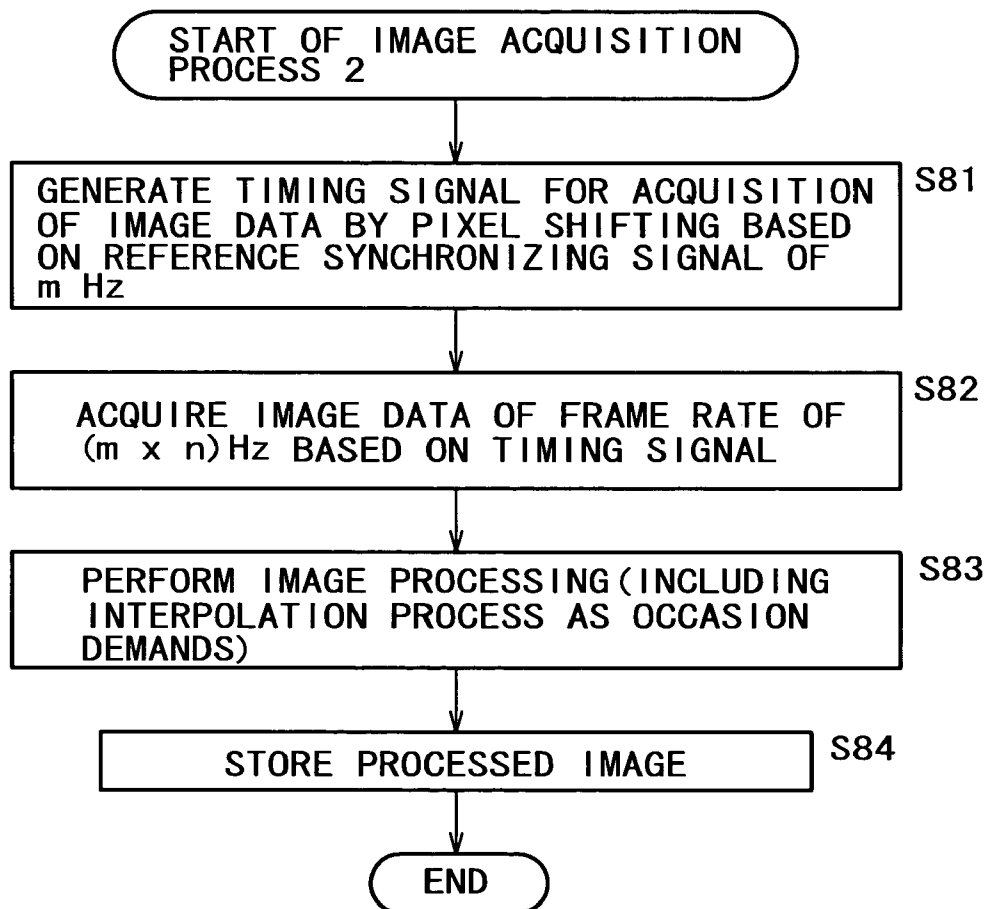 START OF IMAGE ACQUISITION
PROCESS 2
S81
GENERATE TIMING SIGNAL FOR ACQUISITION
OF IMAGE DATA BY PIXEL SHIFTING BASED
ON REFERENCE SYNCHRONIZING SIGNAL OF
m Hz
S82
ACQUIRE IMAGE DATA OF FRAME RATE OF
(m x n)Hz BASED ON TIMING SIGNAL
S83
PERFORM IMAGE PROCESSING(INCLUDING
INTERPOLATION PROCESS AS OCCASION
DEMANDS)
S84
STORE PROCESSED IMAGE
END